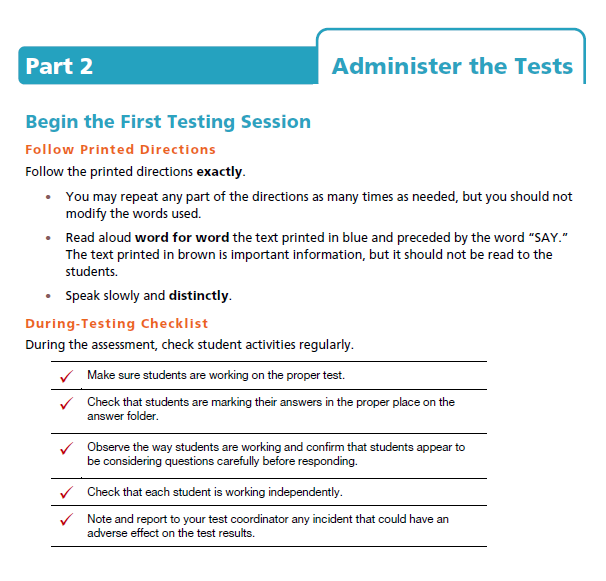 Part 2
Administer the Tests
Begin the First Testing Session
Follow Printed Directions
Follow the printed directions exactly.
• You may repeat any part of the directions as many times as needed, but you should not
modify the words used.
• Read aloud word for word the text printed in blue and preceded by the word “SAY.”
The text printed in brown is important information, but it should not be read to the
students.
• Speak slowly and distinctly.
During-Testing Checklist
During the assessment, check student activities regularly.
✓ Make sure students are working on the proper test.
✓ Check that students are marking their answers in the proper place on the
answer folder.
✓ Observe the way students are working and confirm that students appear to
be considering questions carefully before responding.
✓ Check that each student is working independently.
✓ Note and report to your test coordinator any incident that could have an
adverse effect on the test results.